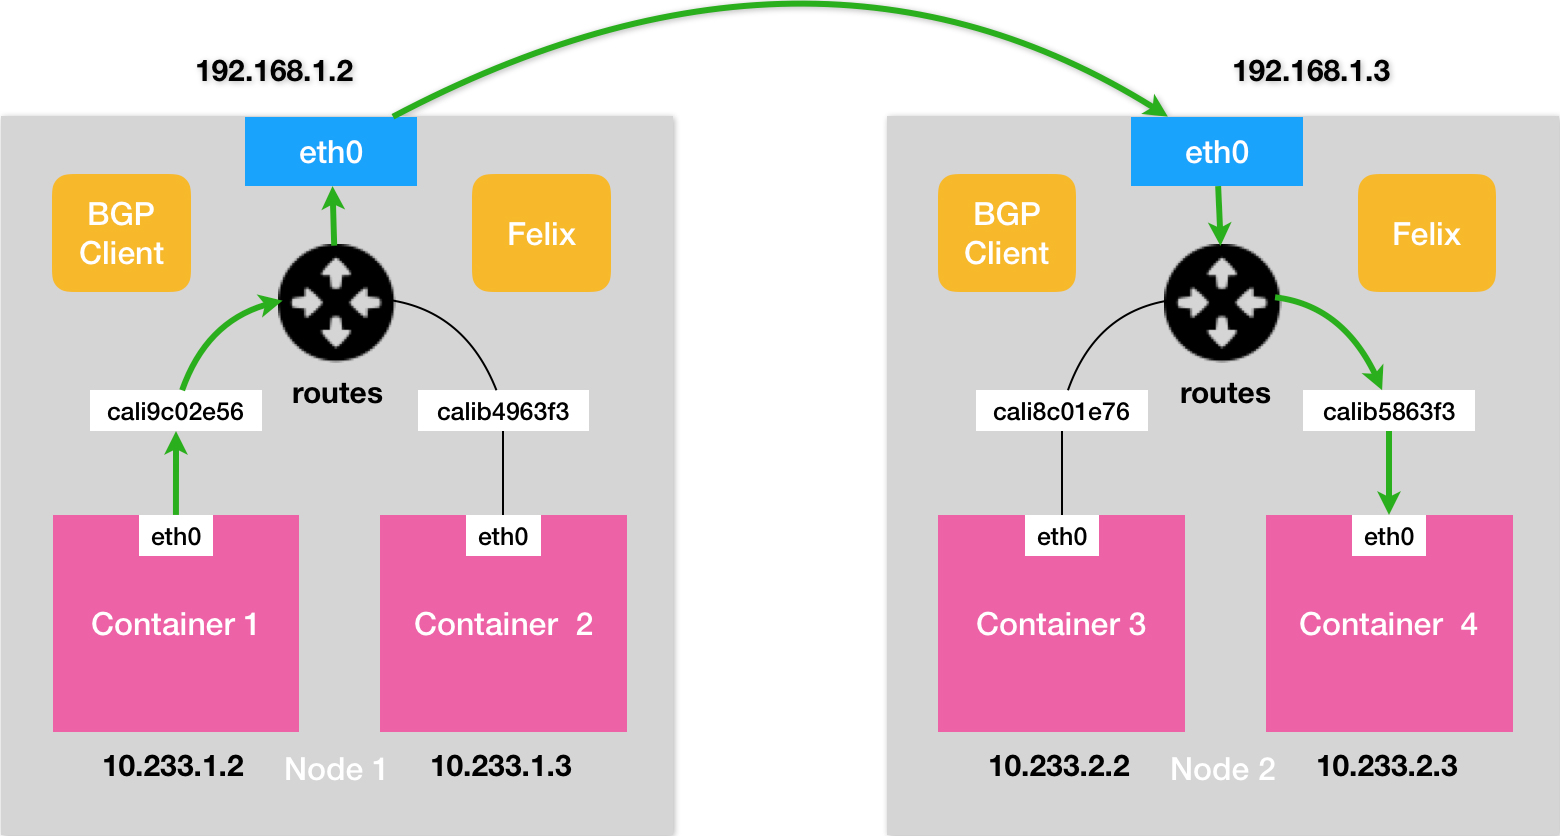 192.168.1.2
eth0
BGP
Client
Felix
routes
cali9c02e56
calib4963f3
eth0
eth0
Container 1
Container 2
10.233.1.2
Node 1
10.233.1.3
192.168.1.3
eth0
BGP
Client
Felix
routes
cali8c01e76
calib5863f3
eth0
eth0
Container 3
Container 4
10.233.2.2
Node 2
10.233.2.3